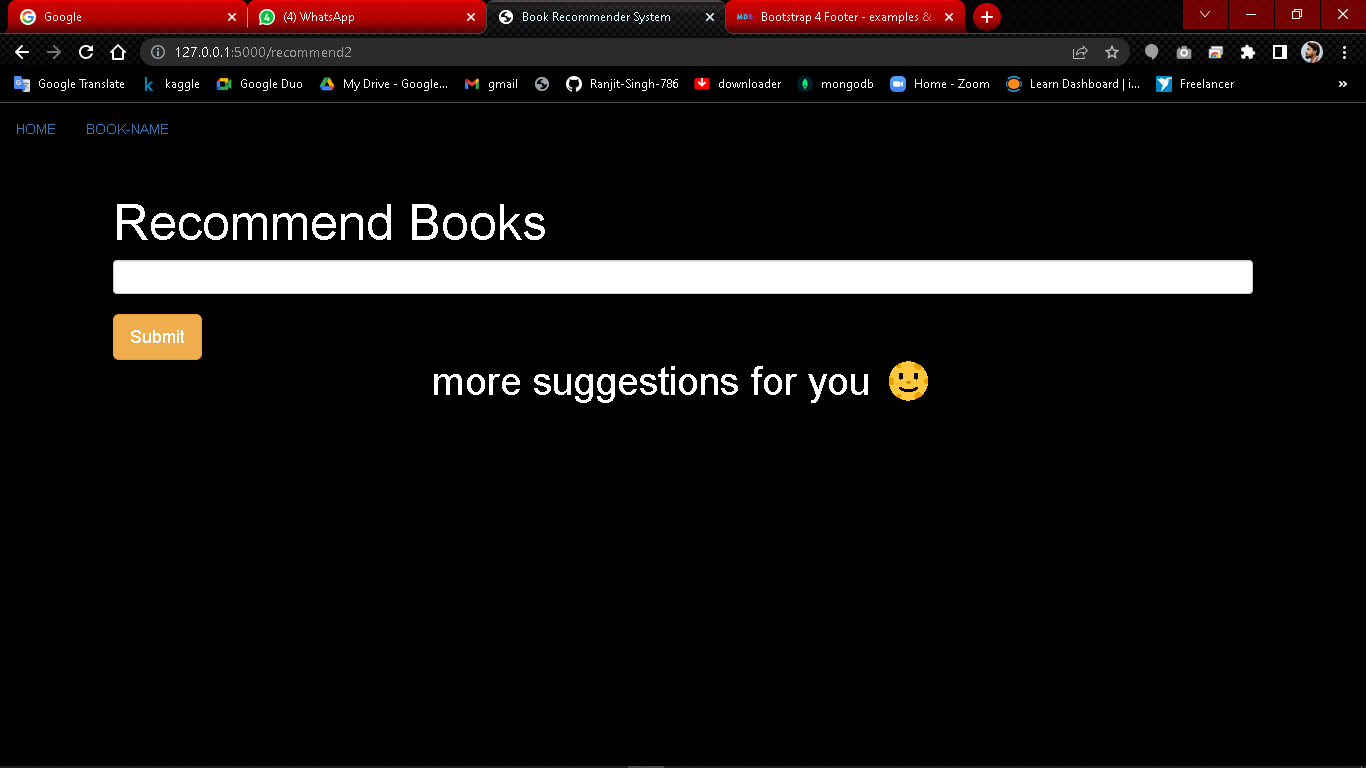 Google
(4) WhatsApp
Book Recommender System
MDB Bootstrap 4 Footer - examples &
127.0.0.1:5000/recommend2
Google Translate kaggle Google Duo My Drive - Google... gmail Ranjit-Singh-786 downloader mongodb Home - Zoom Learn Dashboard | i... Freelancer »
HOME BOOK-NAME
Recommend Books
Submit
more suggestions for you